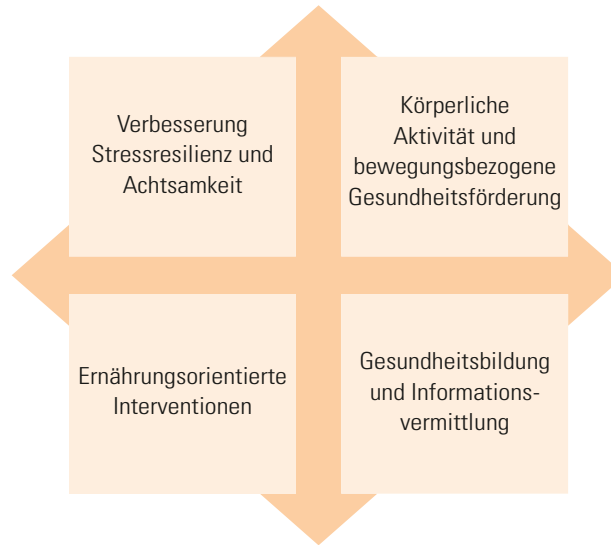 Verbesserung
Stressresilienz und
Achtsamkeit
Körperliche
Aktivität und
bewegungsbezogene
Gesundheitsförderung
Ernährungsorientierte
Interventionen
Gesundheitsbildung
und Informations-
vermittlung